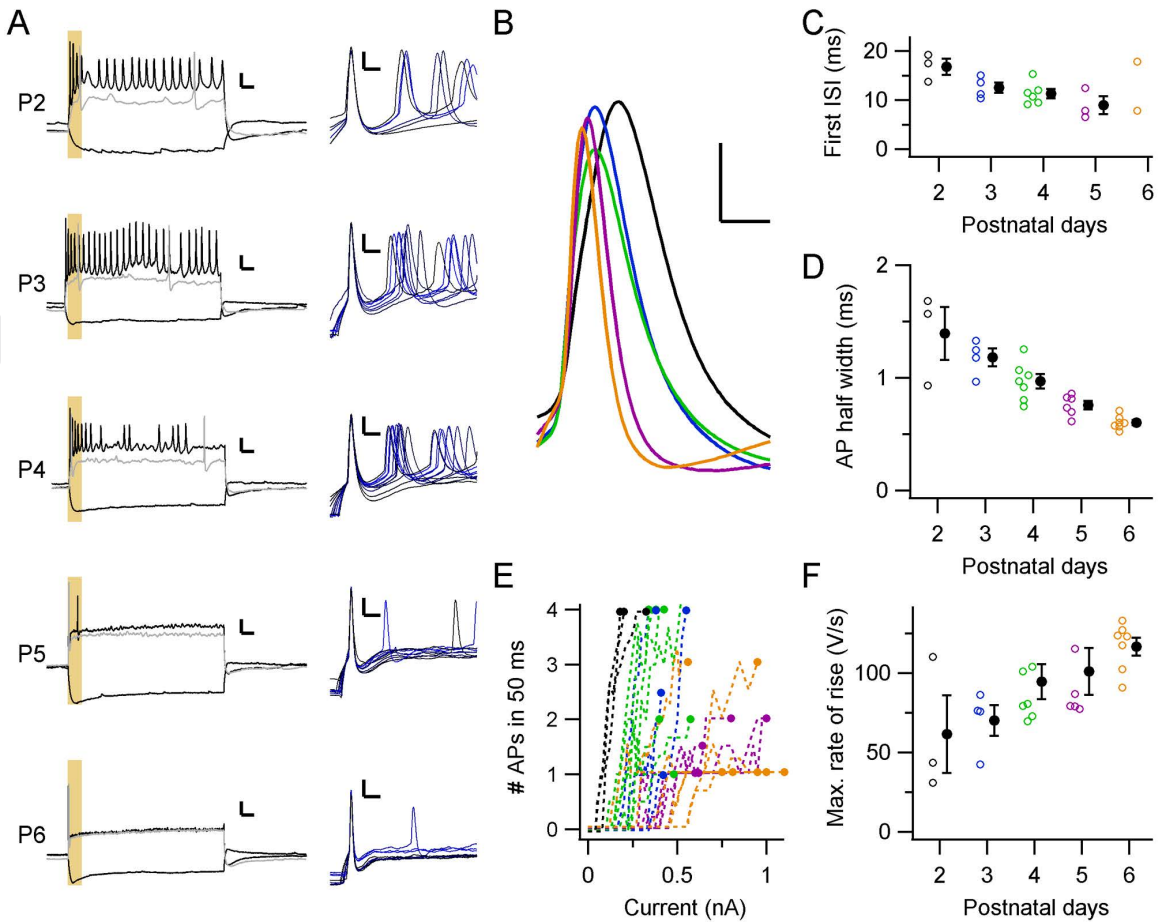 A
P2
P3
P4
P5
P6
B
C
First ISI (ms)
20
10
0
2 3 4 5 6
Postnatal days
D
AP half width (ms)
2
1
0
2 3 4 5 6
Postnatal days
E
# APs in 50 ms
4
3
2
1
0
0 0.5 1
Current (nA)
F
Max. rate of rise (V/s)
100
50
0
2 3 4 5 6
Postnatal days